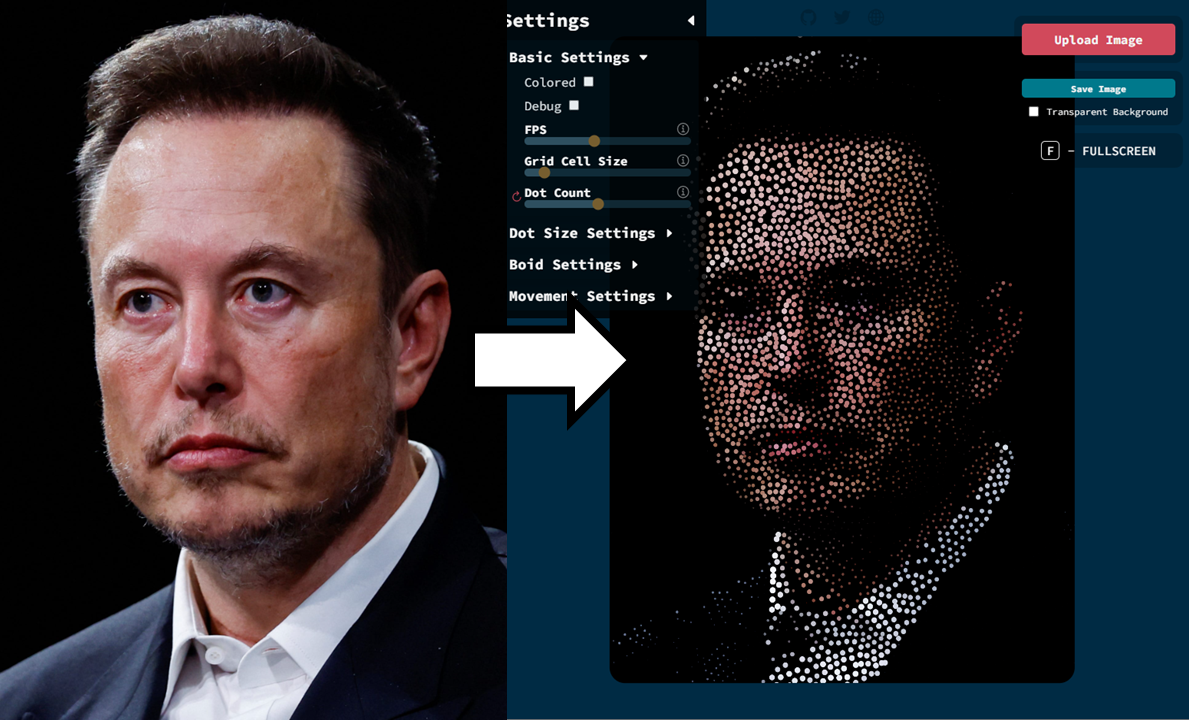 Settings
Basic Settings
Colored
Debug
FPS
Grid Cell Size
Dot Count
Dot Size Settings
Boid Settings
Movement Settings
Upload Image
Save Image
Transparent Background
F - FULLSCREEN